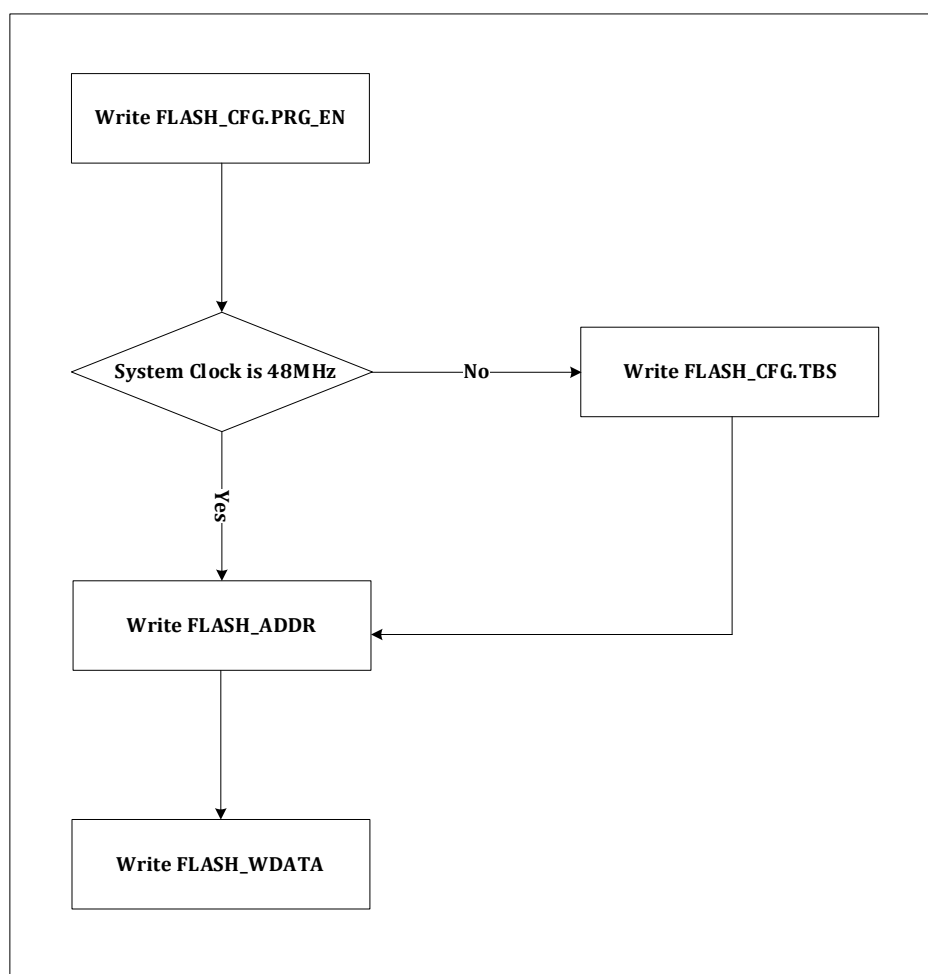 Write FLASH_CFG.PRG_EN
System Clock is 48MHz
No
Write FLASH_CFG.TBS
Yes
Write FLASH_ADDR
Write FLASH_WDATA